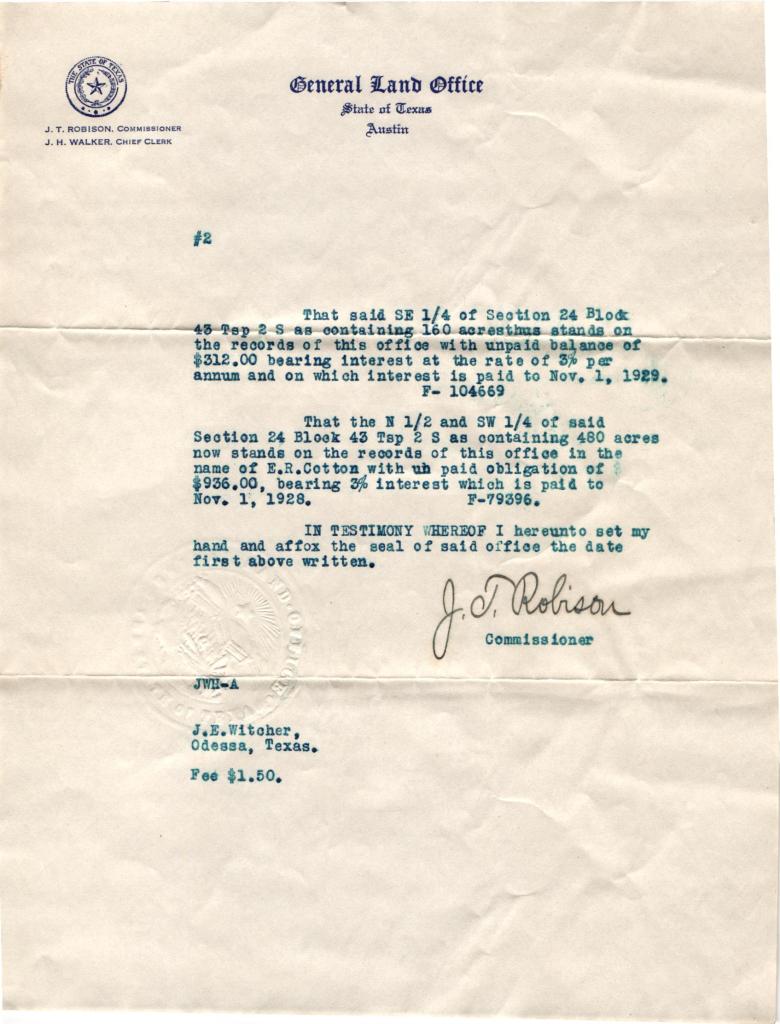 THE STATE OF TEXAS
General Land Office
State of Texas
Austin
J. T. ROBISON, COMMISSIONER
J. H. WALKER, CHIEF CLERK
#2
That said SE 1/4 of Section 24 Block
43 Tsp 2 S as containing 160 acresthus stands on
the records of this office with unpaid balance of
$312.00 bearing interest at the rate of 3% per
annum and on which interest is paid to Nov. 1, 1929.
F- 104669
That the N 1/2 and SW 1/4 of said
Section 24 Block 43 Tsp 2 S as containing 480 acres
now stands on the records of this office in the
name of E.R.Cotton with uh paid obligation of $
$936.00, bearing 3% interest which is paid to
Nov. 1, 1928. F-79396.
IN TESTIMONY WHEREOF I hereunto set my
hand and affox the seal of said office the date
first above written.
J. T. Robison
Commissioner
JWH-A
J.E.Witcher,
Odessa, Texas.
Fee $1.50.